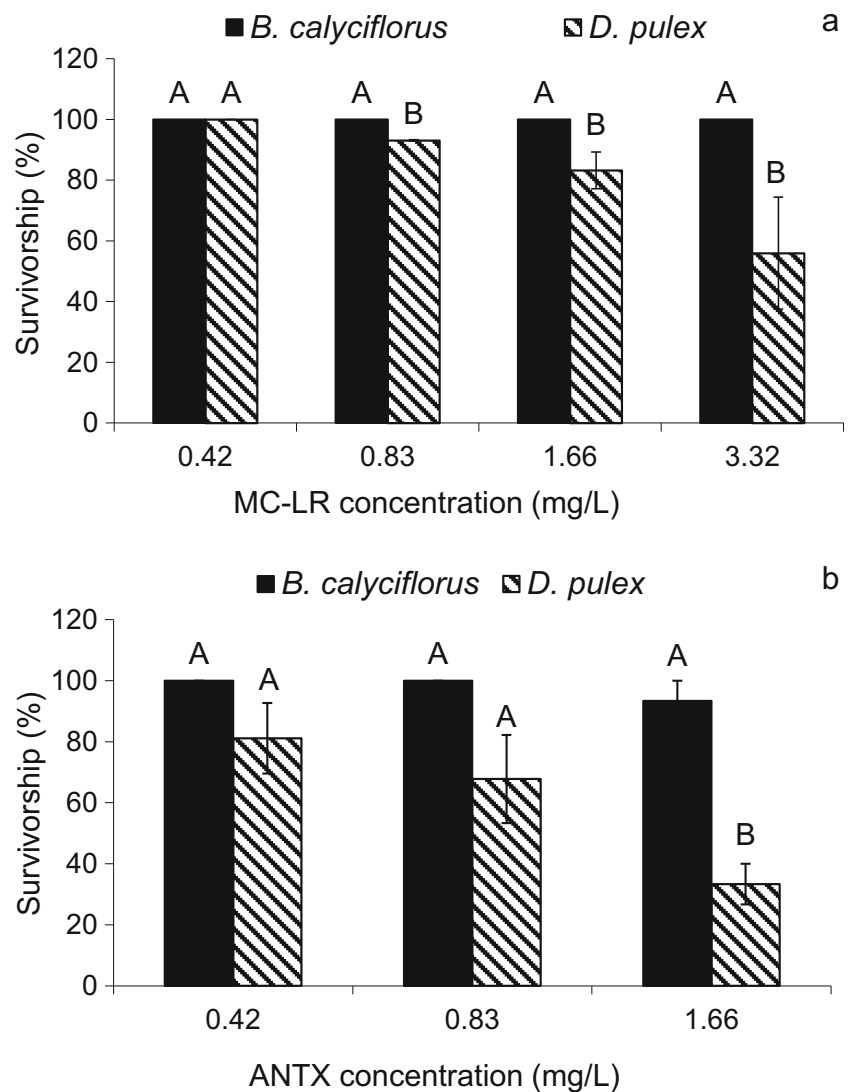 B. calyciflorus D. pulex a
120
100
80
60
40
20
0
Survivorship (%)
A A A B A B A B
0.42 0.83 1.66 3.32
MC-LR concentration (mg/L)
B. calyciflorus D. pulex b
120
100
80
60
40
20
0
Survivorship (%)
A A A A A B
0.42 0.83 1.66
ANTX concentration (mg/L)